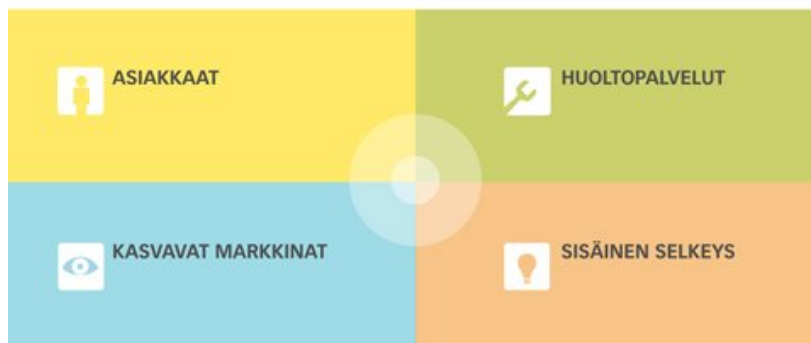 ASIAKKAAT
HUOLTOPALVELUT
KASVAVAT MARKKINAT
SISÄINEN SELKEYS